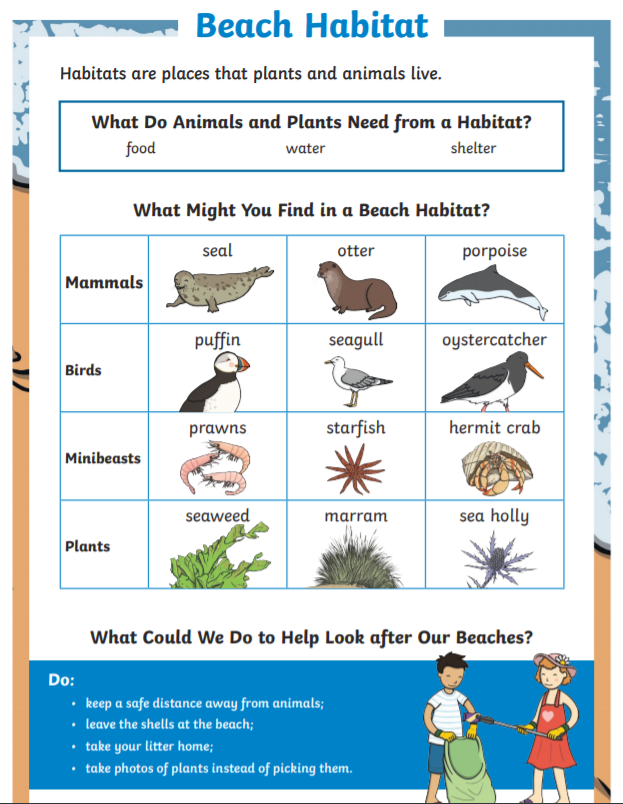 Beach Habitat
Habitats are places that plants and animals live.
What Do Animals and Plants Need from a Habitat?
food water shelter
What Might You Find in a Beach Habitat?
Mammals seal otter porpoise
Birds puffin seagull oystercatcher
Minibeasts prawns starfish hermit crab
Plants seaweed marram sea holly
What Could We Do to Help Look after Our Beaches?
Do:
• keep a safe distance away from animals;
• leave the shells at the beach;
• take your litter home;
• take photos of plants instead of picking them.